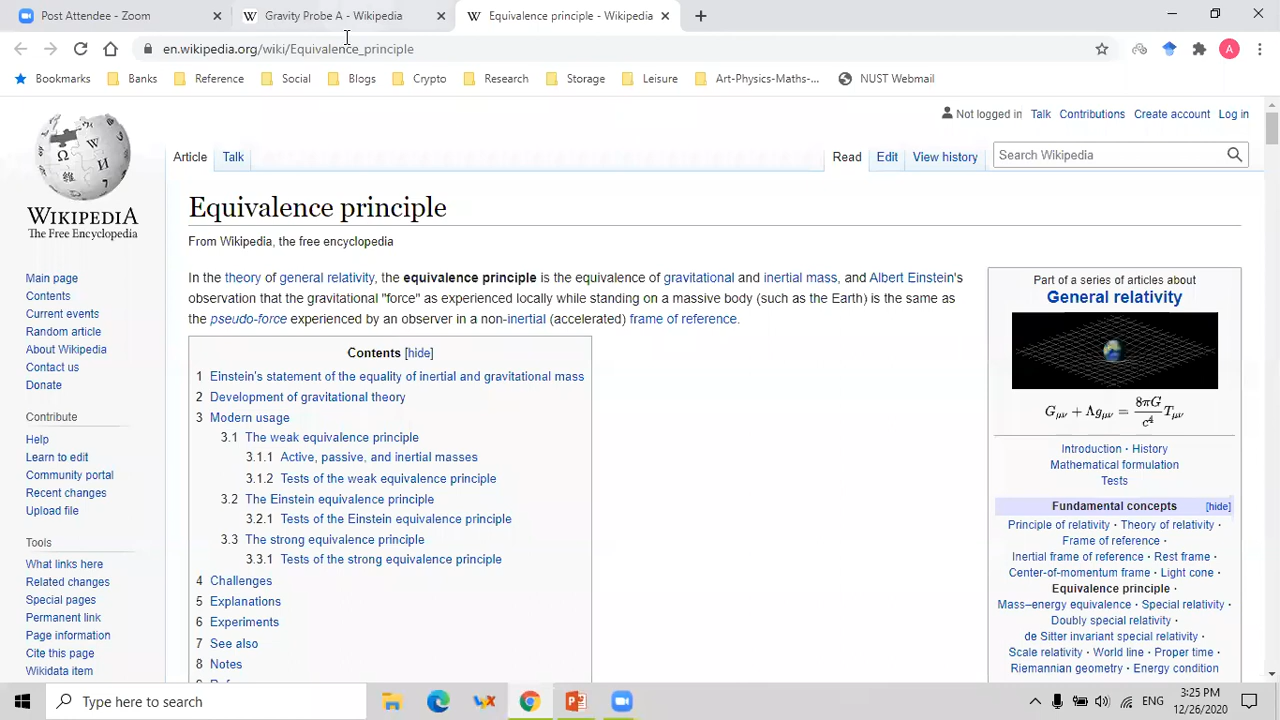 Post Attendee - Zoom
Gravity Probe A - Wikipedia
Equivalence principle - Wikipedia
en.wikipedia.org/wiki/Equivalence_principle
A
Bookmarks Banks Reference Social Blogs Crypto Research Storage Leisure Art-Physics-Maths-... NUST Webmail
Not logged in Talk Contributions Create account Log in
Article Talk Read Edit View history Search Wikipedia
WIKIPEDIA
The Free Encyclopedia
Main page
Contents
Current events
Random article
About Wikipedia
Contact us
Donate
Contribute
Help
Learn to edit
Community portal
Recent changes
Upload file
Tools
What links here
Related changes
Special pages
Permanent link
Page information
Cite this page
Wikidata item
Equivalence principle
From Wikipedia, the free encyclopedia
In the theory of general relativity, the equivalence principle is the equivalence of gravitational and inertial mass, and Albert Einstein's
observation that the gravitational "force" as experienced locally while standing on a massive body (such as the Earth) is the same as
the pseudo-force experienced by an observer in a non-inertial (accelerated) frame of reference.
Contents [hide]
1 Einstein's statement of the equality of inertial and gravitational mass
2 Development of gravitational theory
3 Modern usage
3.1 The weak equivalence principle
3.1.1 Active, passive, and inertial masses
3.1.2 Tests of the weak equivalence principle
3.2 The Einstein equivalence principle
3.2.1 Tests of the Einstein equivalence principle
3.3 The strong equivalence principle
3.3.1 Tests of the strong equivalence principle
4 Challenges
5 Explanations
6 Experiments
7 See also
8 Notes
Part of a series of articles about
General relativity
Gμν + Λgμν = 8πG/c⁴ Tμν
Introduction · History
Mathematical formulation
Tests
Fundamental concepts [hide]
Principle of relativity · Theory of relativity ·
Frame of reference ·
Inertial frame of reference · Rest frame ·
Center-of-momentum frame · Light cone ·
Equivalence principle ·
Mass–energy equivalence · Special relativity ·
Doubly special relativity ·
de Sitter invariant special relativity ·
Scale relativity · World line · Proper time ·
Riemannian geometry · Energy condition
Type here to search
ENG
3:25 PM
12/26/2020